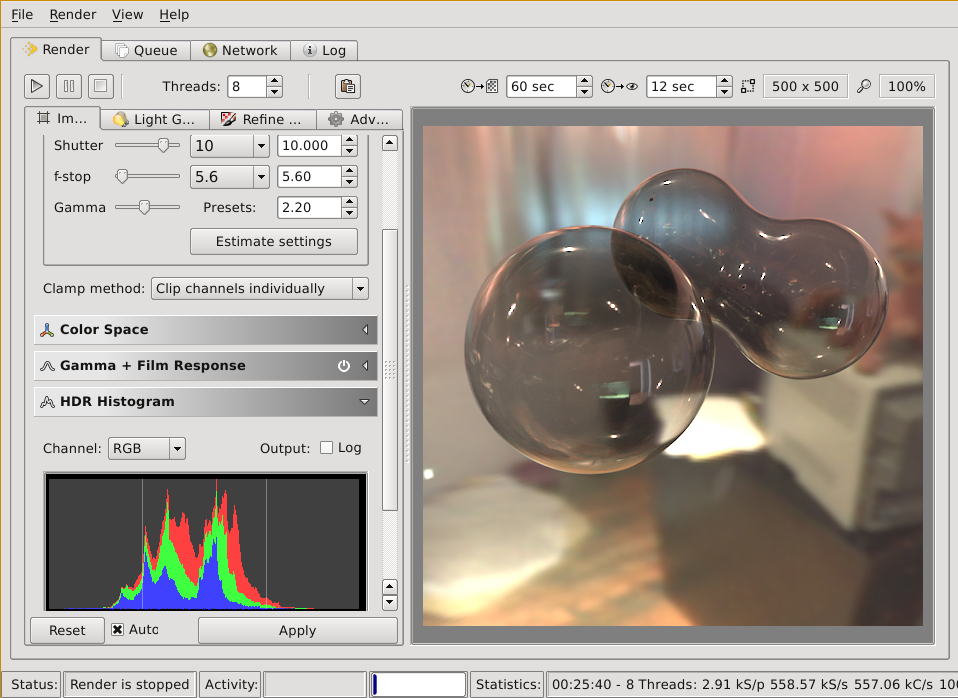 File Render View Help
Render Queue Network Log
Threads: 8 60 sec 12 sec 500 x 500 100%
Im... Light G... Refine ... Adv...
Shutter 10 10.000
f-stop 5.6 5.60
Gamma Presets: 2.20
Estimate settings
Clamp method: Clip channels individually
Color Space
Gamma + Film Response
HDR Histogram
Channel: RGB Output: Log
Reset Auto Apply
Status: Render is stopped Activity: Statistics: 00:25:40 - 8 Threads: 2.91 kS/p 558.57 kS/s 557.06 kC/s